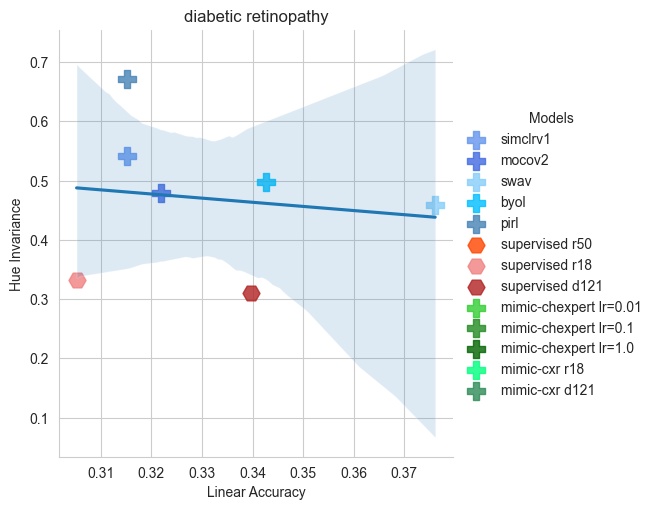 diabetic retinopathy
0.7
0.6
0.5
0.4
0.3
0.2
0.1
Hue Invariance
0.31 0.32 0.33 0.34 0.35 0.36 0.37
Linear Accuracy
Models
simclrv1
mocov2
swav
byol
pirl
supervised r50
supervised r18
supervised d121
mimic-chexpert lr=0.01
mimic-chexpert lr=0.1
mimic-chexpert lr=1.0
mimic-cxr r18
mimic-cxr d121